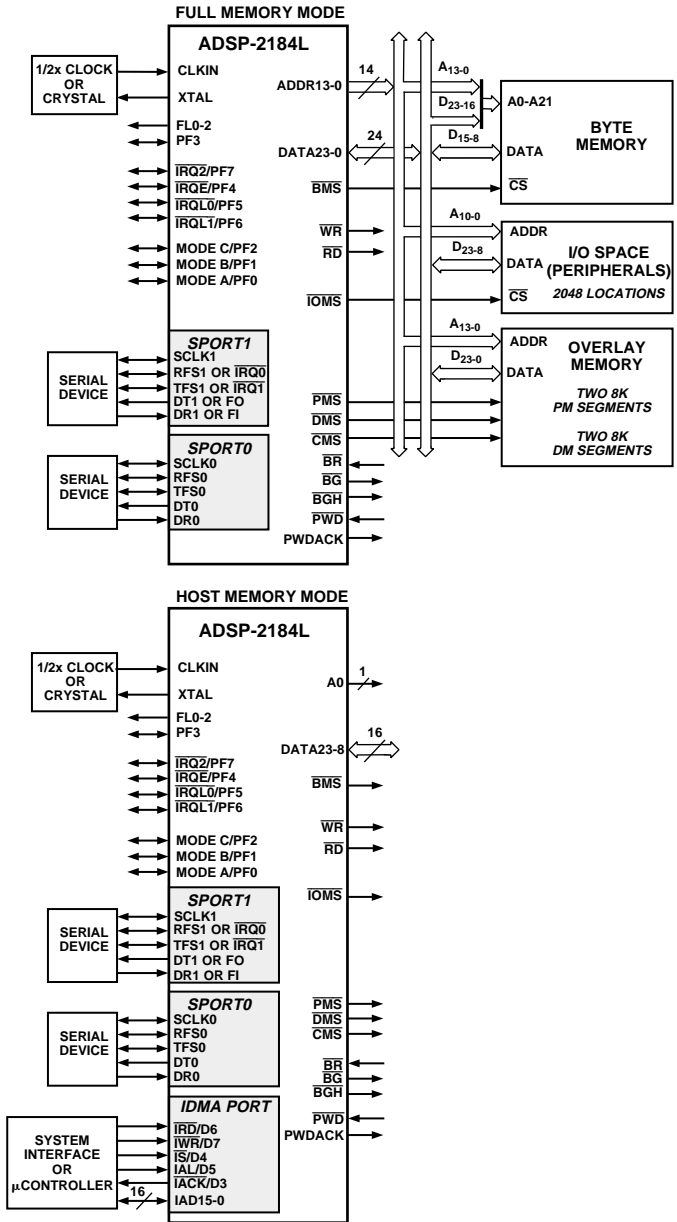 FULL MEMORY MODE
ADSP-2184L
1/2x CLOCK
OR
CRYSTAL
CLKIN
XTAL
FL0-2
PF3
IRQ2/PF7
IRQE/PF4
IRQL0/PF5
IRQL1/PF6
MODE C/PF2
MODE B/PF1
MODE A/PF0
SERIAL
DEVICE
SPORT1
SCLK1
RFS1 OR IRQ0
TFS1 OR IRQ1
DT1 OR FO
DR1 OR FI
SERIAL
DEVICE
SPORT0
SCLK0
RFS0
TFS0
DT0
DR0
ADDR13-0
14
DATA23-0
24
BMS
WR
RD
IOMS
PMS
DMS
CMS
BR
BG
BGH
PWD
PWDACK
A13-0
D23-16
D15-8
A0-A21
BYTE
MEMORY
DATA
CS
A10-0
D23-8
ADDR
I/O SPACE
(PERIPHERALS)
DATA
2048 LOCATIONS
CS
A13-0
D23-0
ADDR
OVERLAY
MEMORY
DATA
TWO 8K
PM SEGMENTS
TWO 8K
DM SEGMENTS
HOST MEMORY MODE
ADSP-2184L
1/2x CLOCK
OR
CRYSTAL
CLKIN
XTAL
FL0-2
PF3
IRQ2/PF7
IRQE/PF4
IRQL0/PF5
IRQL1/PF6
MODE C/PF2
MODE B/PF1
MODE A/PF0
SERIAL
DEVICE
SPORT1
SCLK1
RFS1 OR IRQ0
TFS1 OR IRQ1
DT1 OR FO
DR1 OR FI
SERIAL
DEVICE
SPORT0
SCLK0
RFS0
TFS0
DT0
DR0
SYSTEM
INTERFACE
OR
µCONTROLLER
16
IDMA PORT
IRD/D6
IWR/D7
IS/D4
IAL/D5
IACK/D3
IAD15-0
A0
1
DATA23-8
16
BMS
WR
RD
IOMS
PMS
DMS
CMS
BR
BG
BGH
PWD
PWDACK